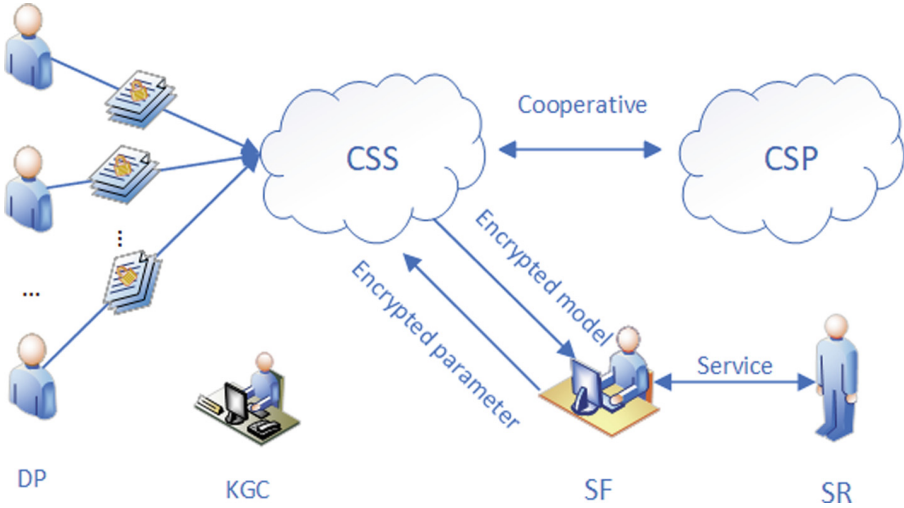 CSS
Cooperative
CSP
Encrypted model
Encrypted parameter
...
...
Service
DP
KGC
SF
SR